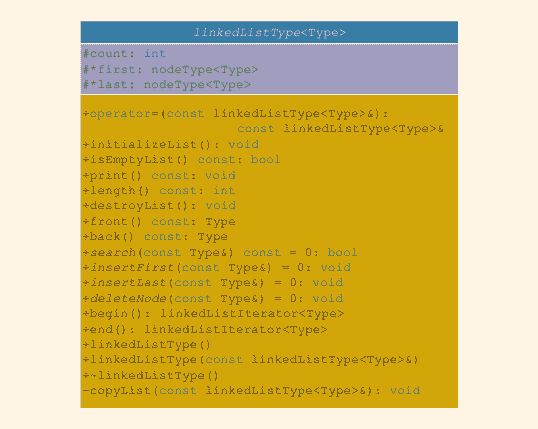 linkedListType<Type>
#count: int
#*first: nodeType<Type>
#*last: nodeType<Type>
+operator=(const linkedListType<Type>&):
const linkedListType<Type>&
+initializeList(): void
+isEmptyList() const: bool
+print() const: void
+length() const: int
+destroyList(): void
+front() const: Type
+back() const: Type
+search(const Type&) const = 0: bool
+insertFirst(const Type&) = 0: void
+insertLast(const Type&) = 0: void
+deleteNode(const Type&) = 0: void
+begin(): linkedListIterator<Type>
+end(): linkedListIterator<Type>
+linkedListType()
+linkedListType(const linkedListType<Type>&)
+~linkedListType()
-copyList(const linkedListType<Type>&): void